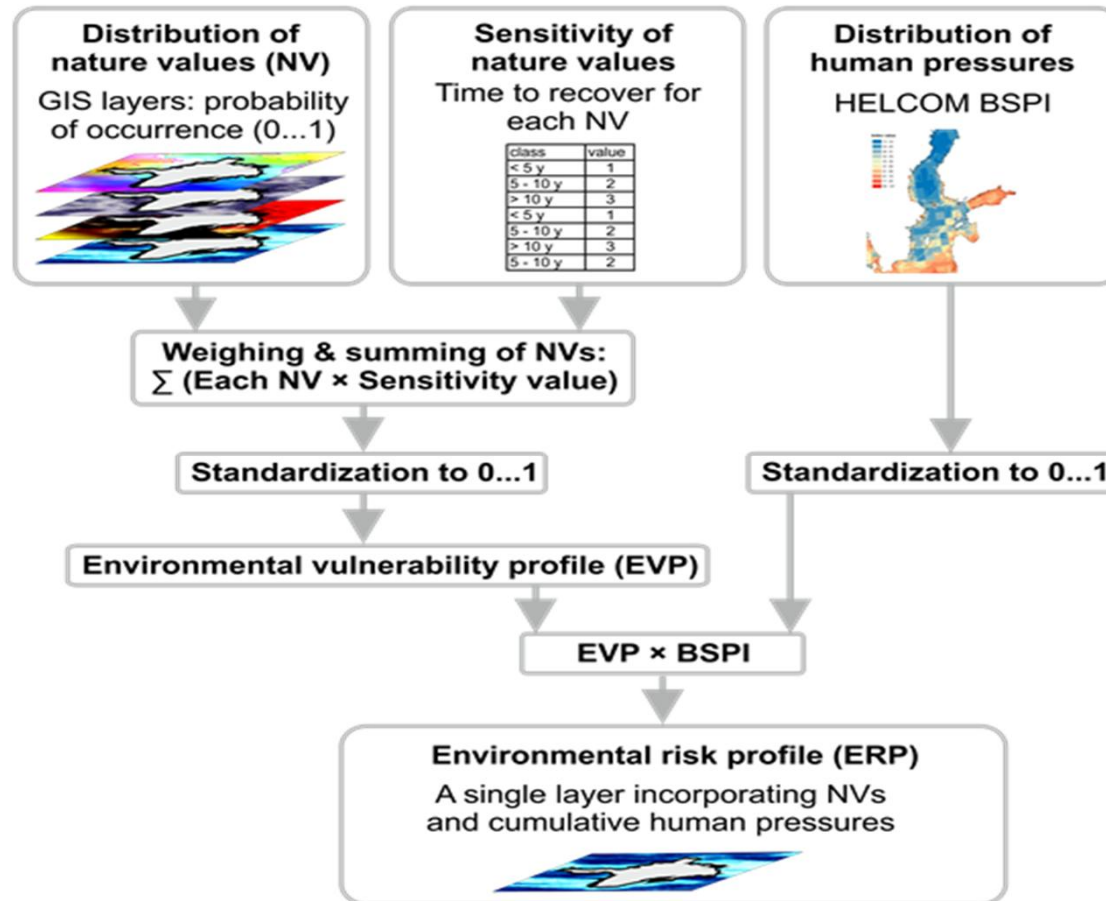 Distribution of
nature values (NV)
GIS layers: probability
of occurrence (0...1)
Sensitivity of
nature values
Time to recover for
each NV
class value
< 5 y 1
5 - 10 y 2
> 10 y 3
< 5 y 1
5 - 10 y 2
> 10 y 3
5 - 10 y 2
Distribution of
human pressures
HELCOM BSPI
Weighing & summing of NVs:
∑ (Each NV × Sensitivity value)
Standardization to 0...1
Standardization to 0...1
Environmental vulnerability profile (EVP)
EVP × BSPI
Environmental risk profile (ERP)
A single layer incorporating NVs
and cumulative human pressures